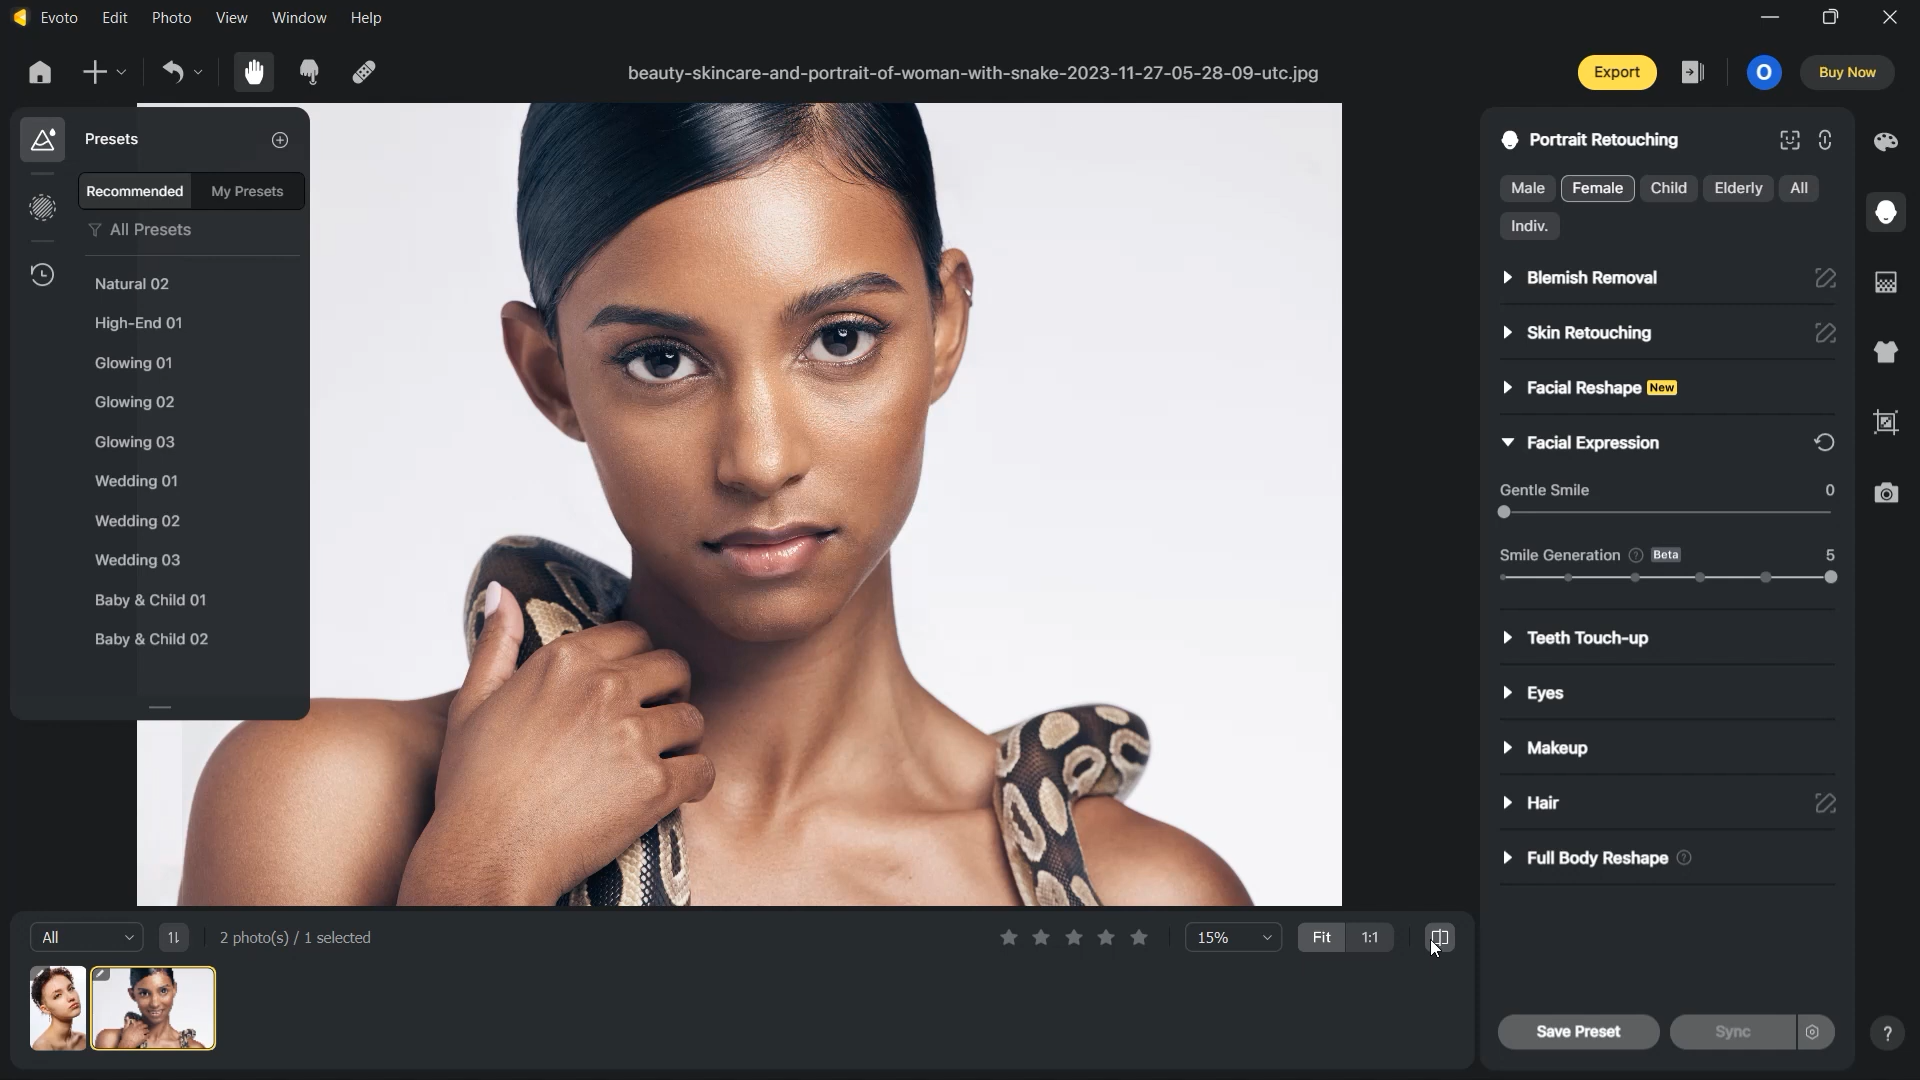 Evoto Edit Photo View Window Help
beauty-skincare-and-portrait-of-woman-with-snake-2023-11-27-05-28-09-utc.jpg
Export
O
Buy Now
Presets
Recommended My Presets
All Presets
Natural 02
High-End 01
Glowing 01
Glowing 02
Glowing 03
Wedding 01
Wedding 02
Wedding 03
Baby & Child 01
Baby & Child 02
Portrait Retouching
Male Female Child Elderly All
Indiv.
Blemish Removal
Skin Retouching
Facial Reshape New
Facial Expression
Gentle Smile 0
Smile Generation ? Beta 5
Teeth Touch-up
Eyes
Makeup
Hair
Full Body Reshape ?
Save Preset Sync
?
All
2 photo(s) / 1 selected
15%
Fit 1:1